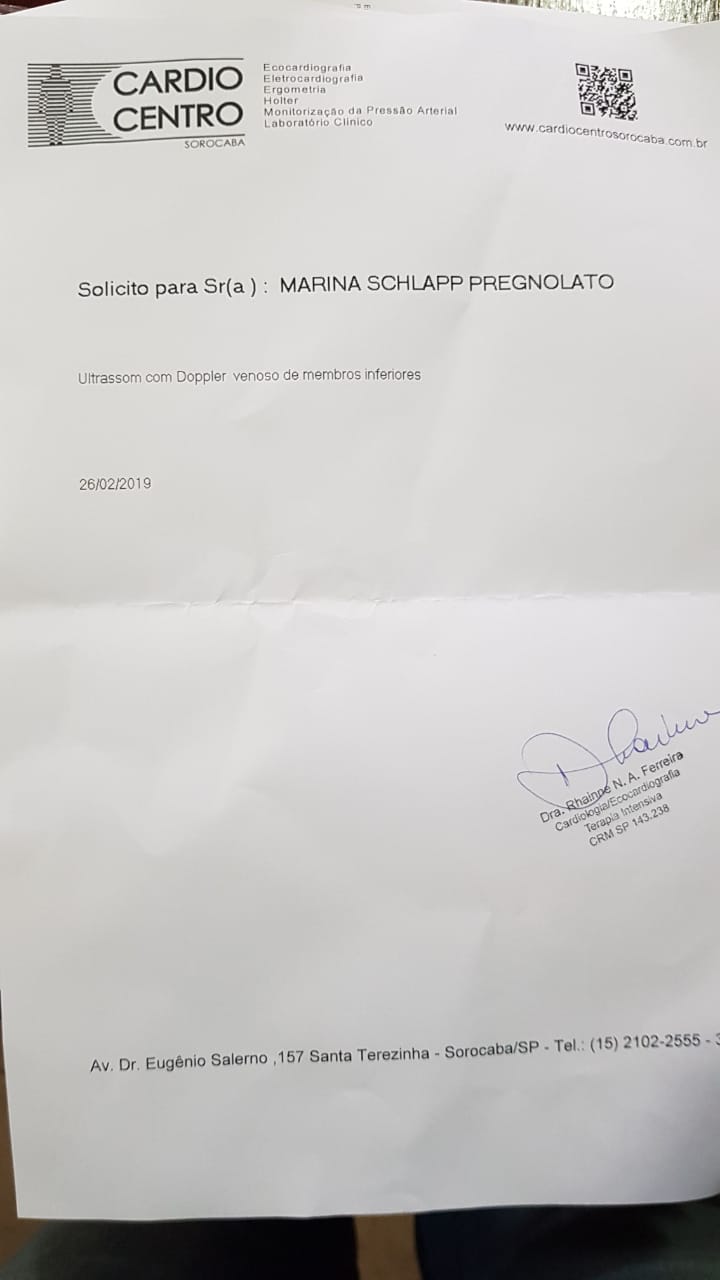 CARDIO
CENTRO
SOROCABA
Ecocardiografia
Eletrocardiografia
Ergometria
Holter
Monitorização da Pressão Arterial
Laboratório Clinico
www.cardiocentrosorocaba.com.br
Solicito para Sr(a) : MARINA SCHLAPP PREGNOLATO
Ultrassom com Doppler venoso de membros inferiores
26/02/2019
Dra. Rhainne N. A. Ferreira
Cardiologia/Ecocardiografia
Terapia Intensiva
CRM SP 143.238
Av. Dr. Eugênio Salerno ,157 Santa Terezinha - Sorocaba/SP - Tel.: (15) 2102-2555 - 3